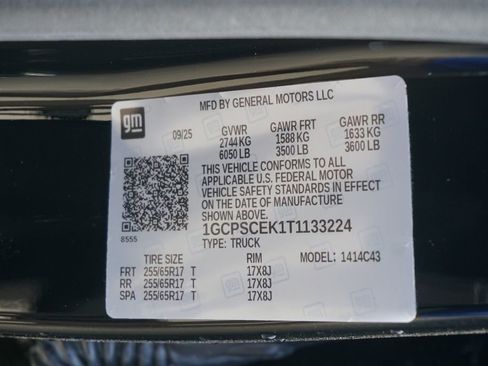 MFD BY GENERAL MOTORS LLC
gm
09/25 GVWR GAWR FRT GAWR RR
2744 KG 1588 KG 1633 KG
6050 LB 3500 LB 3600 LB
THIS VEHICLE CONFORMS TO ALL
APPLICABLE U.S. FEDERAL MOTOR
VEHICLE SAFETY STANDARDS IN EFFECT
ON THE DATE OF MANUFACTURE
SHOWN ABOVE.
8555
1GCPSCEK1T1133224
TYPE: TRUCK
TIRE SIZE RIM MODEL: 1414C43
FRT 255/65R17 T 17X8J
RR 255/65R17 T 17X8J
SPA 255/65R17 T 17X8J